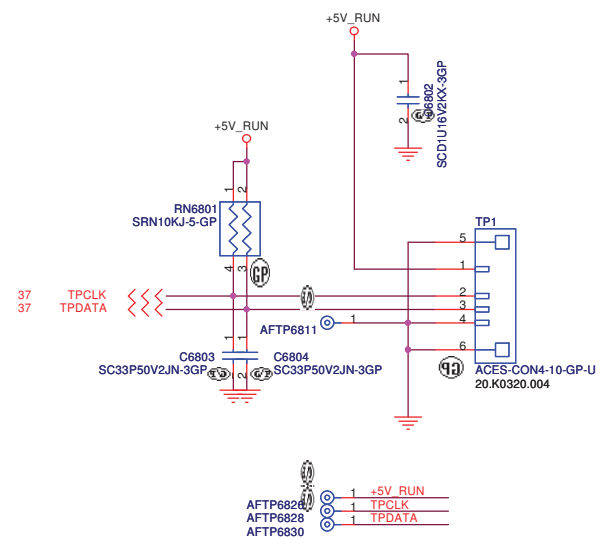 +5V_RUN
1
2
C6802
SCD1U16V2KX-3GP
+5V_RUN
1
2
RN6801
SRN10KJ-5-GP
4
3
GP
TP1
5
1
2
3
4
6
37 TPCLK
37 TPDATA
AFTP6811
1
1
1
C6803
SC33P50V2JN-3GP
2
2
C6804
SC33P50V2JN-3GP
ACES-CON4-10-GP-U
20.K0320.004
AFTP6826 1 +5V_RUN
AFTP6828 1 TPCLK
AFTP6830 1 TPDATA